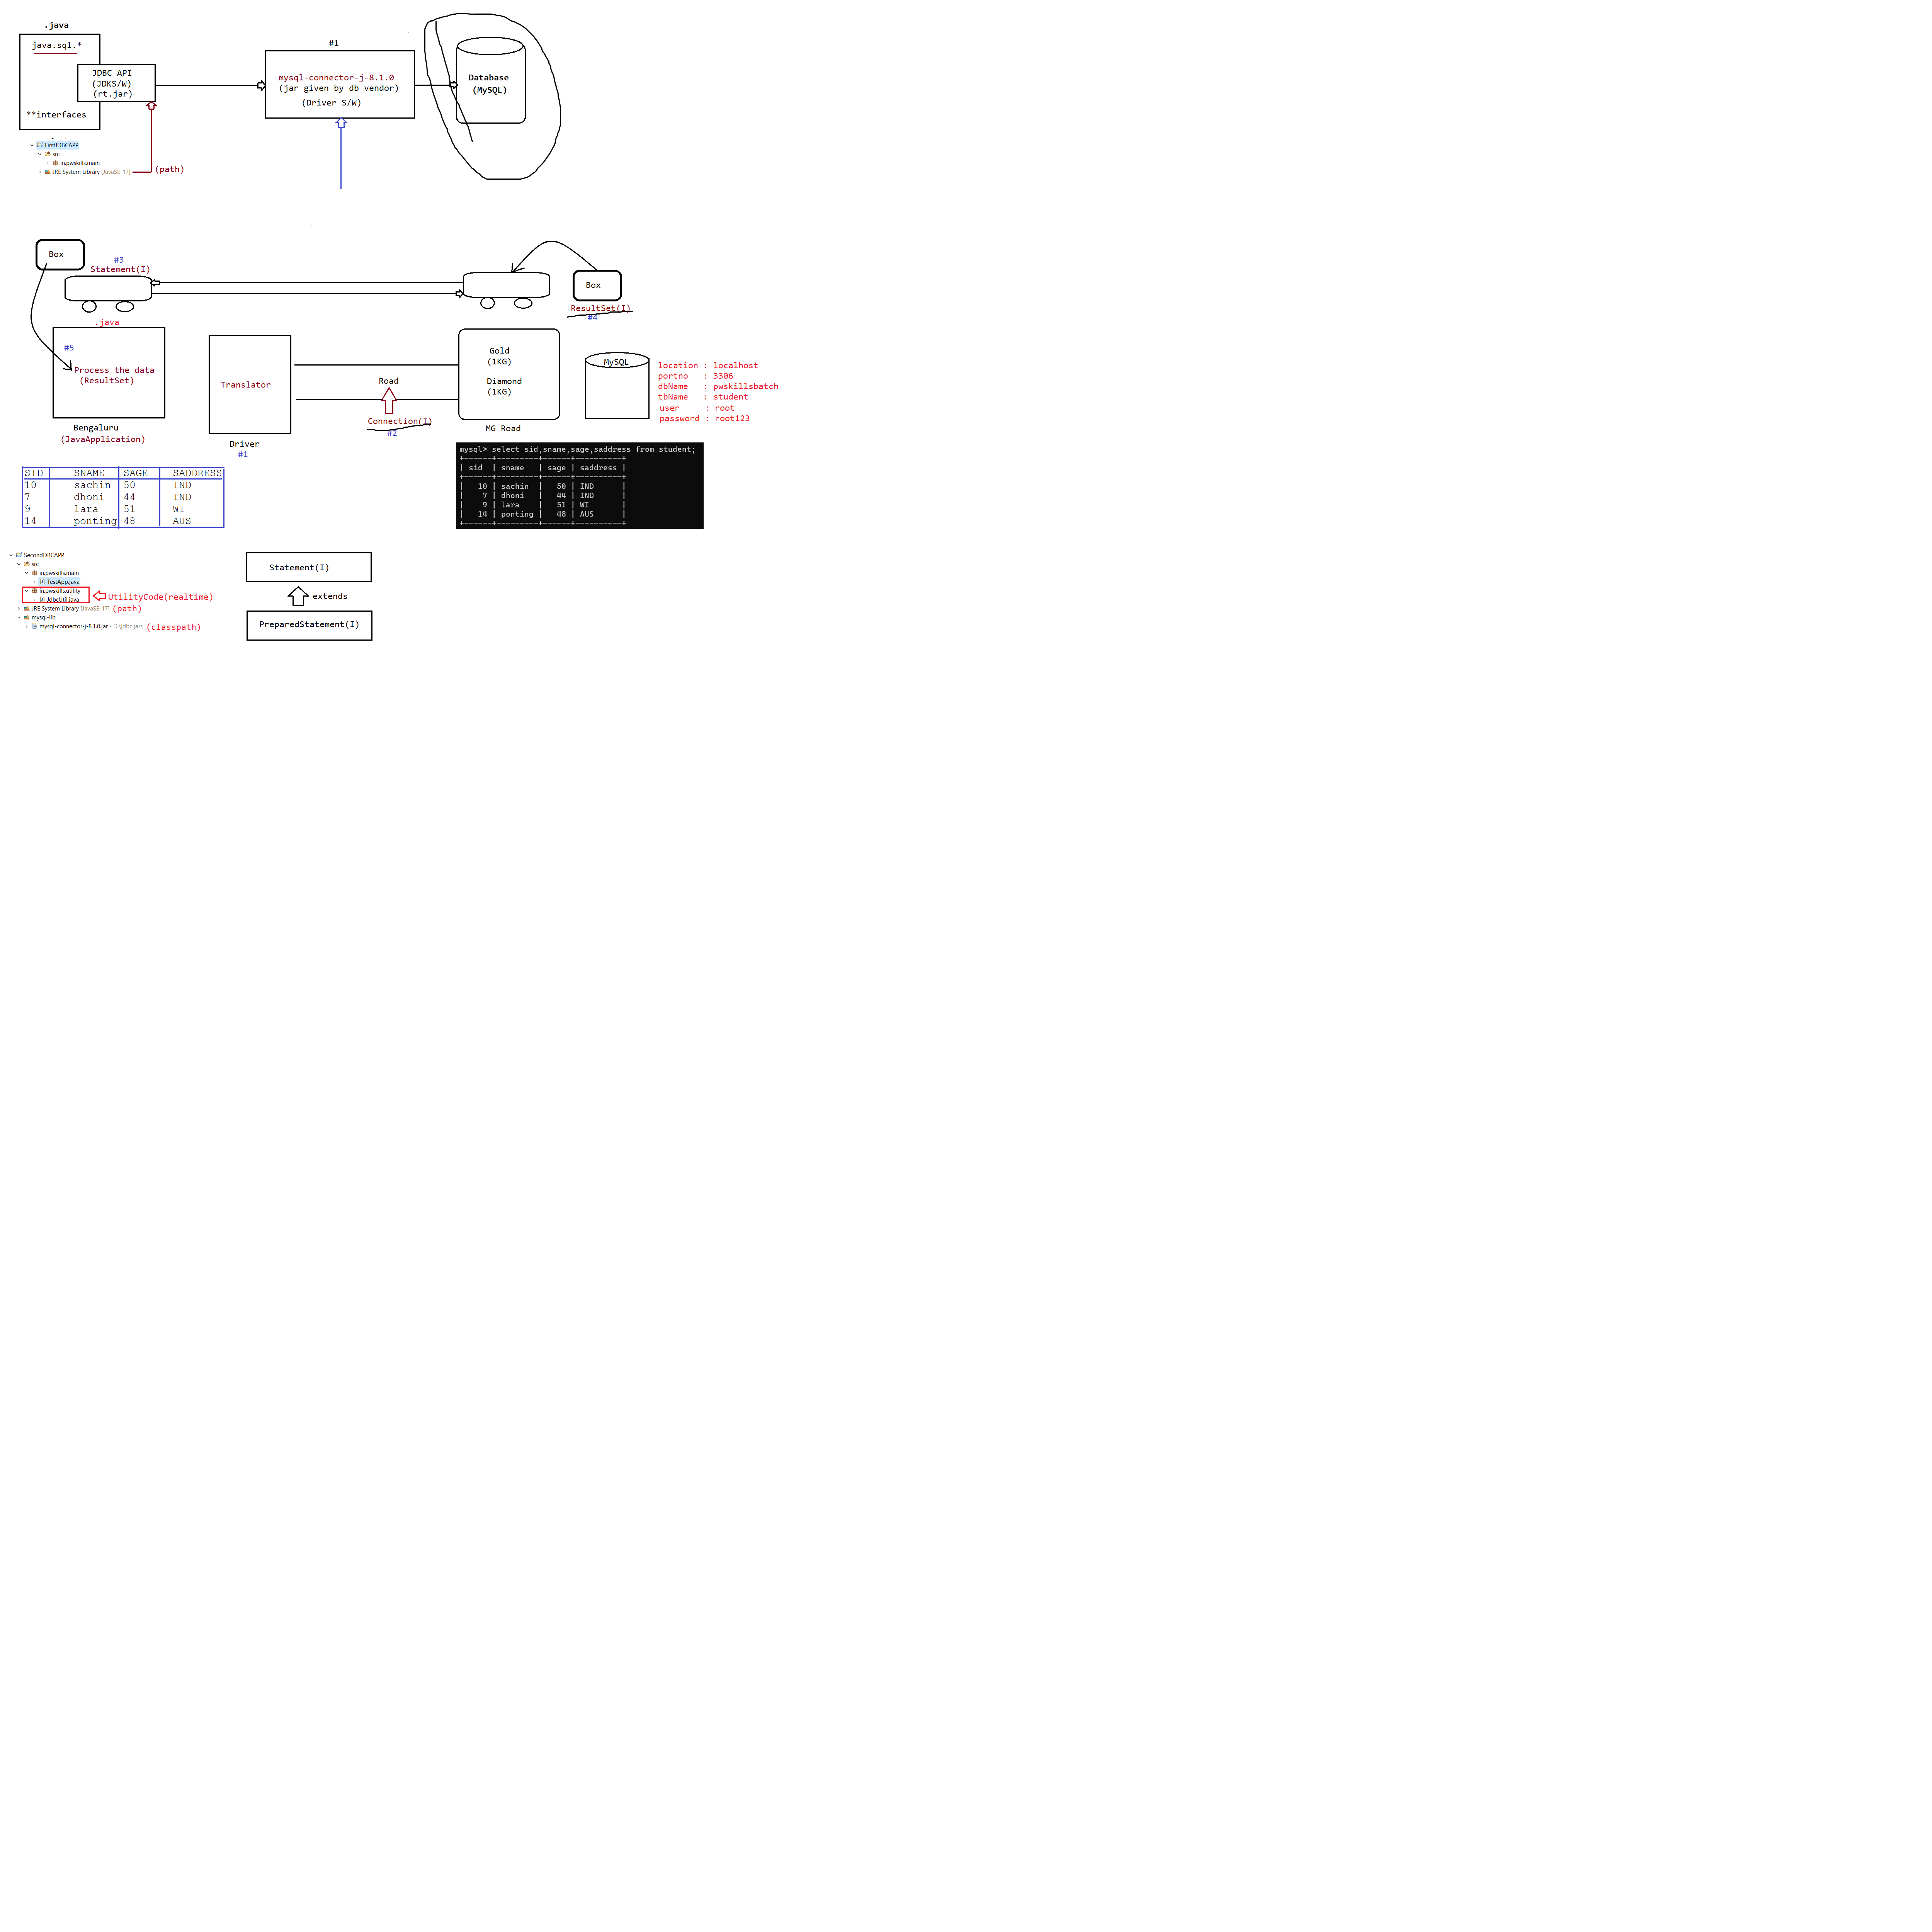 .java
java.sql.*
JDBC API
(JDKS/W)
(rt.jar)
**interfaces
#1
mysql-connector-j-8.1.0
(jar given by db vendor)
(Driver S/W)
Database
(MySQL)
FirstJDBCAPP
src
in.pwskills.main
JRE System Library [JavaSE-17]
(path)
Box
#3
Statement(I)
Box
ResultSet(I)
#4
.java
#5
Process the data
(ResultSet)
Bengaluru
(JavaApplication)
Translator
Driver
#1
Road
Connection(I)
#2
Gold
(1KG)
Diamond
(1KG)
MG Road
MySQL
location : localhost
portno   : 3306
dbName   : pwskillsbatch
tbName   : student
user     : root
password : root123
SID SNAME SAGE SADDRESS
10 sachin 50 IND
7 dhoni 44 IND
9 lara 51 WI
14 ponting 48 AUS
mysql> select sid,sname,sage,saddress from student;
+------+---------+------+----------+
| sid  | sname   | sage | saddress |
+------+---------+------+----------+
|   10 | sachin  |   50 | IND      |
|    7 | dhoni   |   44 | IND      |
|    9 | lara    |   51 | WI       |
|   14 | ponting |   48 | AUS      |
+------+---------+------+----------+
SecondDBCAPP
src
in.pwskills.main
TestApp.java
in.pwskills.utility
JdbcUtil.java
UtilityCode(realtime)
JRE System Library [JavaSE-17] (path)
mysql-lib
mysql-connector-j-8.1.0.jar - D:\jdbc jars (classpath)
Statement(I)
extends
PreparedStatement(I)